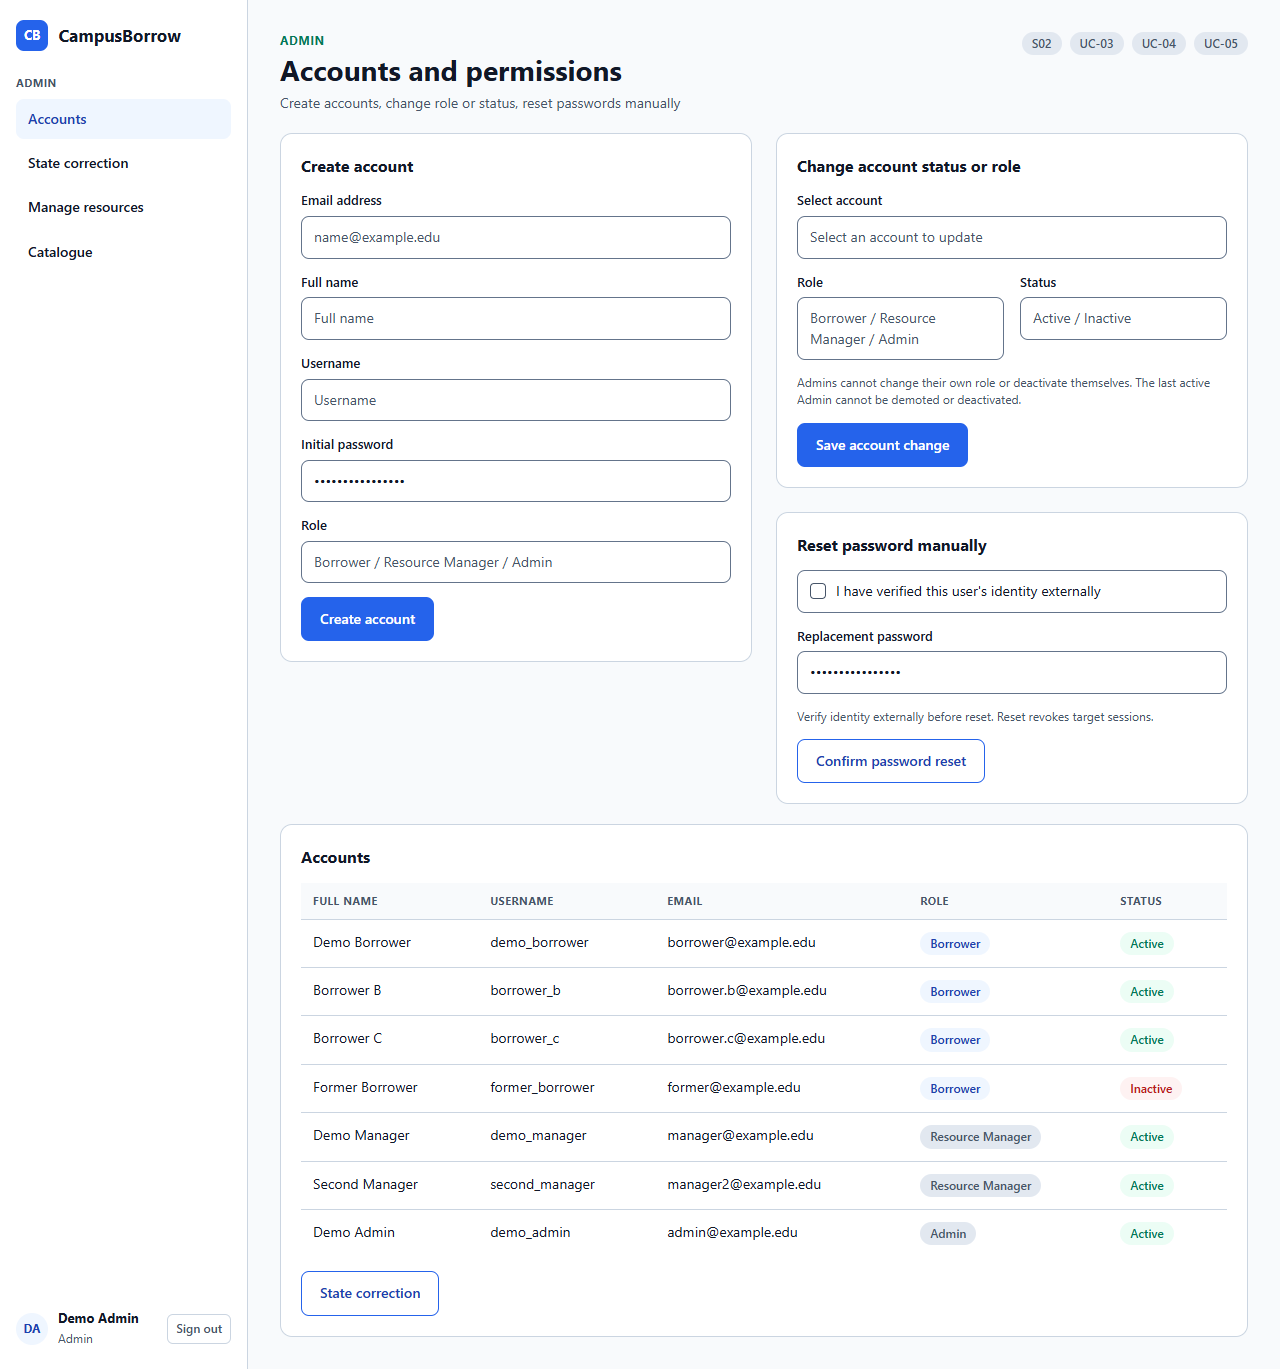 CB
CampusBorrow
ADMIN
Accounts
State correction
Manage resources
Catalogue
DA
Demo Admin
Admin
Sign out
ADMIN
Accounts and permissions
Create accounts, change role or status, reset passwords manually
S02
UC-03
UC-04
UC-05
Create account
Email address
name@example.edu
Full name
Full name
Username
Username
Initial password
••••••••••••••••
Role
Borrower / Resource Manager / Admin
Create account
Change account status or role
Select account
Select an account to update
Role
Status
Borrower / Resource
Manager / Admin
Active / Inactive
Admins cannot change their own role or deactivate themselves. The last active
Admin cannot be demoted or deactivated.
Save account change
Reset password manually
I have verified this user's identity externally
Replacement password
••••••••••••••••
Verify identity externally before reset. Reset revokes target sessions.
Confirm password reset
Accounts
FULL NAME USERNAME EMAIL ROLE STATUS
Demo Borrower demo_borrower borrower@example.edu Borrower Active
Borrower B borrower_b borrower.b@example.edu Borrower Active
Borrower C borrower_c borrower.c@example.edu Borrower Active
Former Borrower former_borrower former@example.edu Borrower Inactive
Demo Manager demo_manager manager@example.edu Resource Manager Active
Second Manager second_manager manager2@example.edu Resource Manager Active
Demo Admin demo_admin admin@example.edu Admin Active
State correction